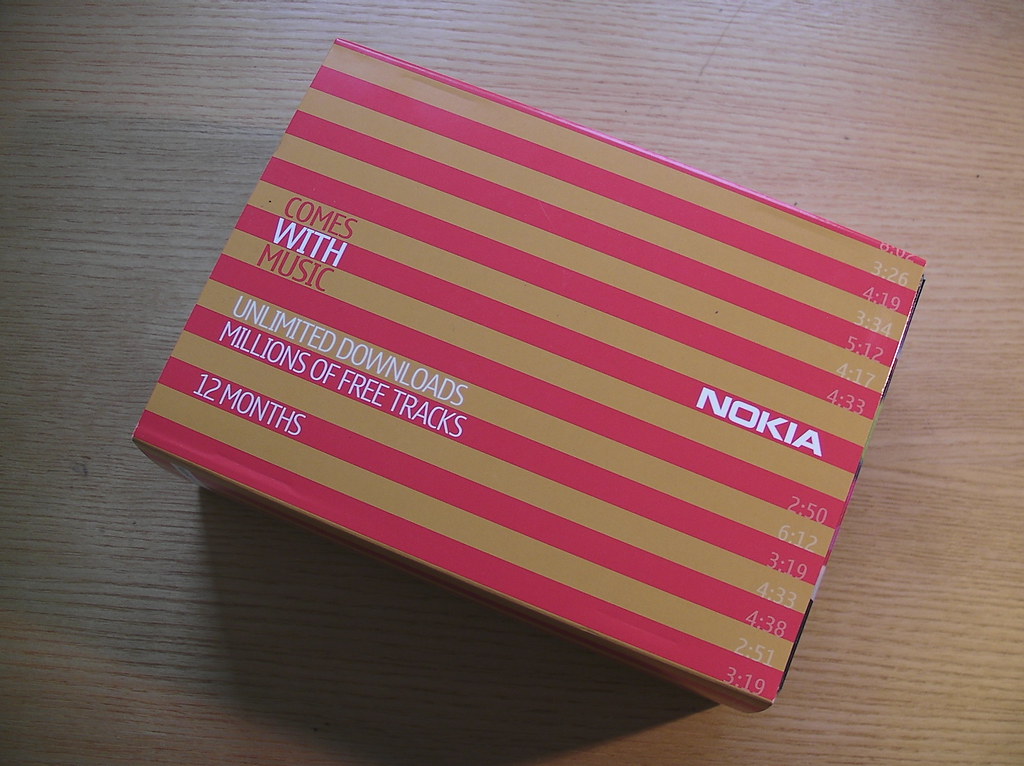 COMES
WITH
MUSIC
UNLIMITED DOWNLOADS
MILLIONS OF FREE TRACKS
12 MONTHS
8:02
3:26
4:19
3:34
5:12
4:17
4:33
NOKIA
2:50
6:12
3:19
4:33
4:38
2:51
3:19